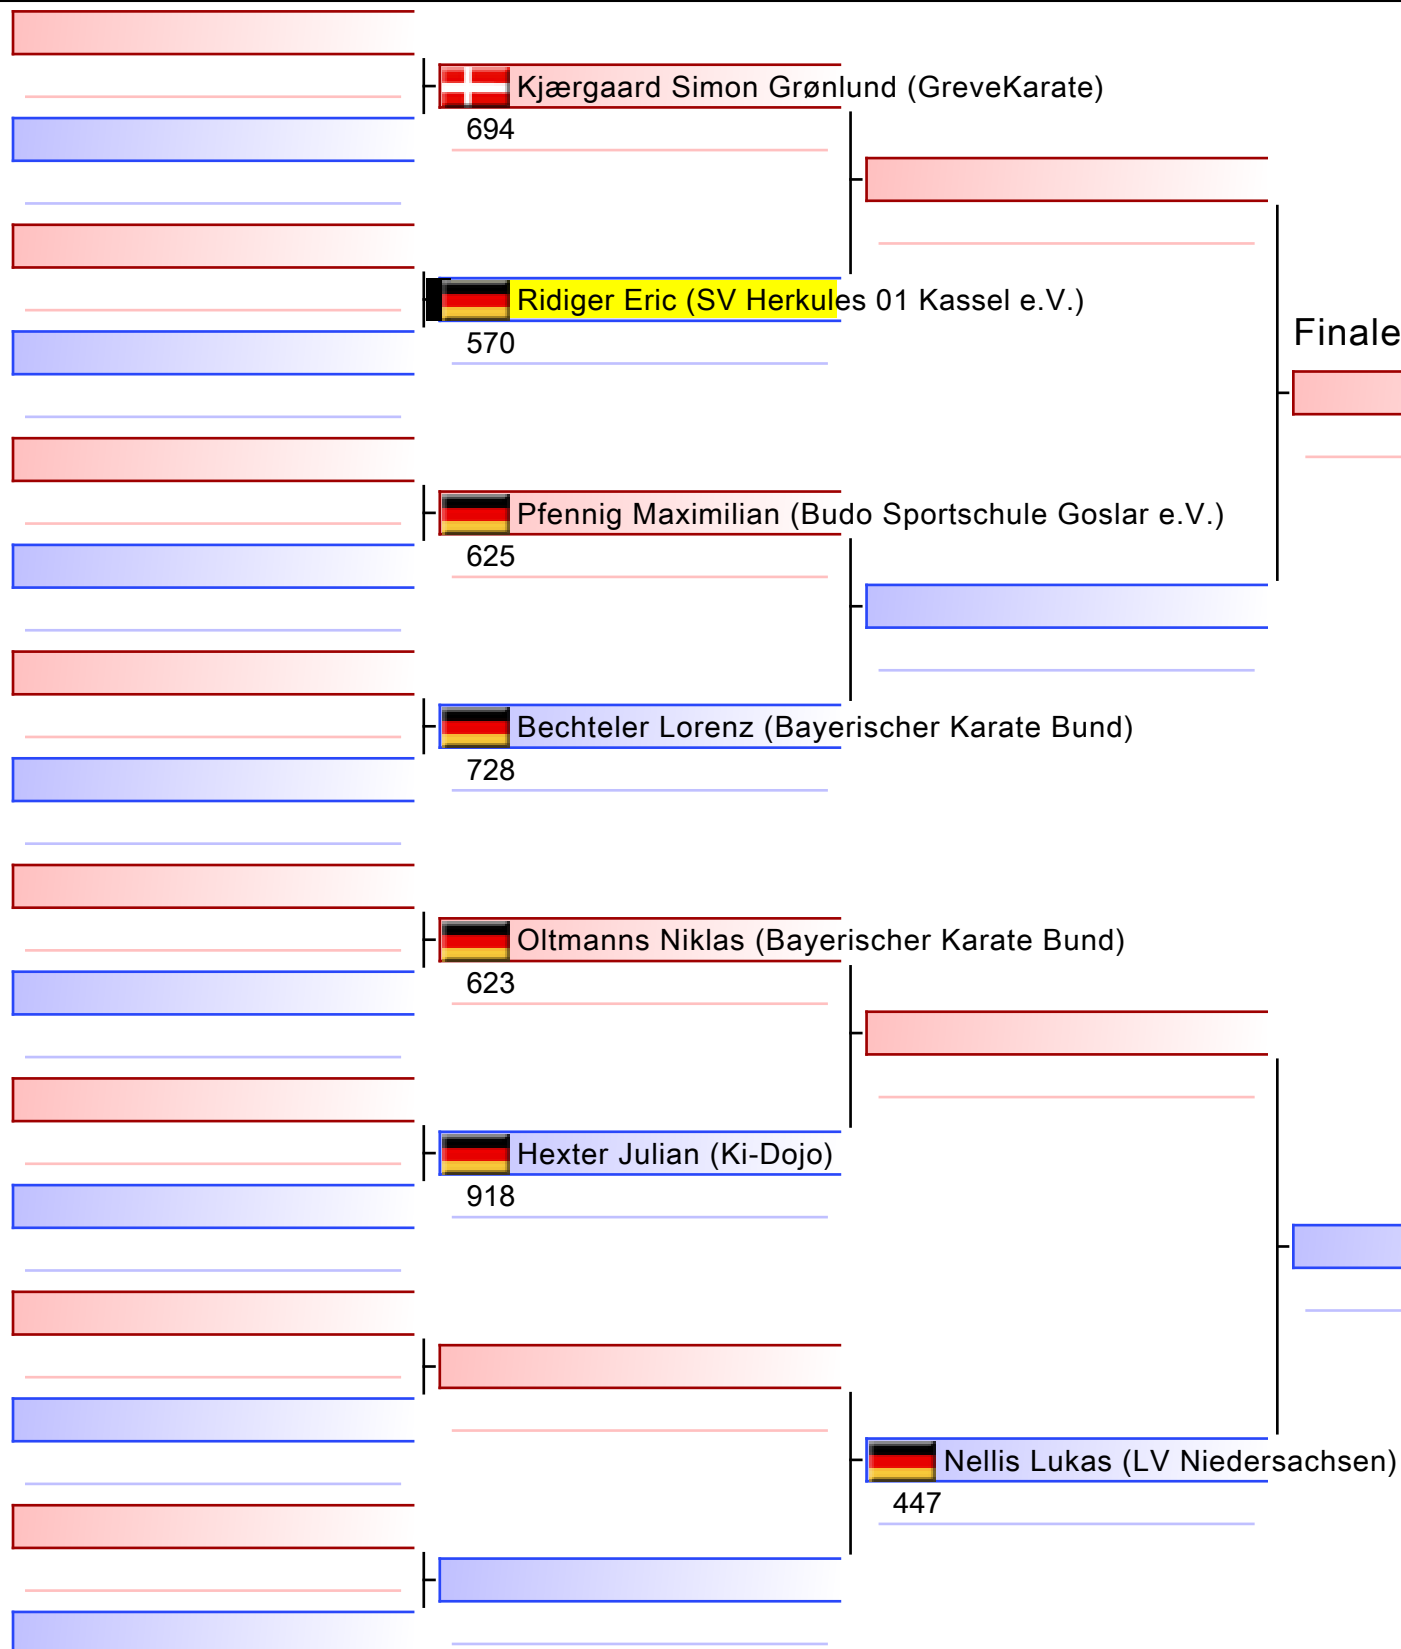 Kjærgaard Simon Grønlund (GreveKarate)
694
Ridiger Eric (SV Herkules 01 Kassel e.V.)
570
Finale
Pfennig Maximilian (Budo Sportschule Goslar e.V.)
625
Bechteler Lorenz (Bayerischer Karate Bund)
728
Oltmanns Niklas (Bayerischer Karate Bund)
623
Hexter Julian (Ki-Dojo)
918
Nellis Lukas (LV Niedersachsen)
447